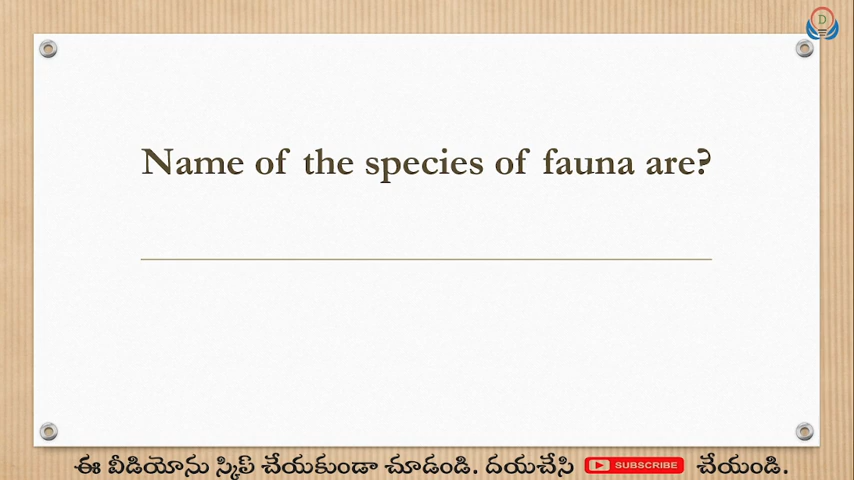 D
Name of the species of fauna are?
ఈ వీడియోను స్కిప్ చేయకుండా చూడండి. దయచేసి SUBSCRIBE చేయండి.